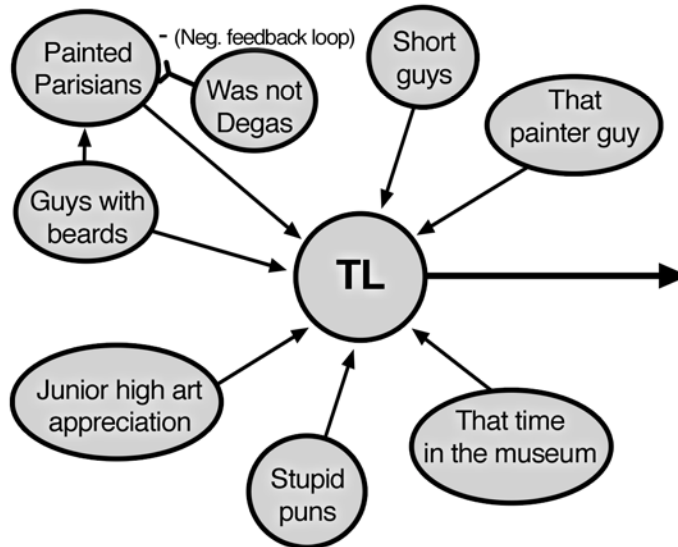 Painted
Parisians
- (Neg. feedback loop)
Was not
Degas
Short
guys
That
painter guy
Guys with
beards
TL
Junior high art
appreciation
Stupid
puns
That time
in the museum